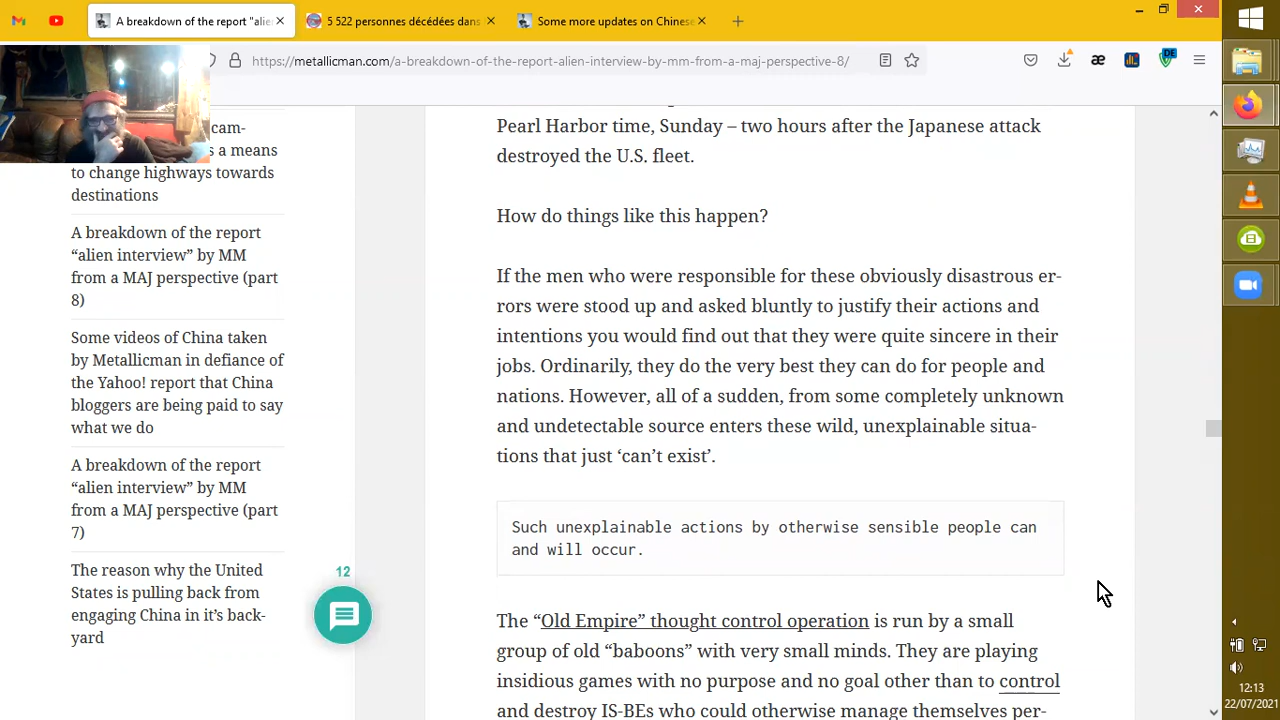 A breakdown of the report "alie
5 522 personnes décédées dans
Some more updates on Chinese
https://metallicman.com/a-breakdown-of-the-r
-alien-interview-by-mm-from-a-maj-perspective-8/
DE
cam-
s a means
to change highways towards
destinations
A breakdown of the report
“alien interview” by MM
from a MAJ perspective (part
8)
Some videos of China taken
by Metallicman in defiance of
the Yahoo! report that China
bloggers are being paid to say
what we do
A breakdown of the report
“alien interview” by MM
from a MAJ perspective (part
7)
The reason why the United
States is pulling back from
engaging China in it’s back-
yard
12
Pearl Harbor time, Sunday – two hours after the Japanese attack
destroyed the U.S. fleet.
How do things like this happen?
If the men who were responsible for these obviously disastrous er-
rors were stood up and asked bluntly to justify their actions and
intentions you would find out that they were quite sincere in their
jobs. Ordinarily, they do the very best they can do for people and
nations. However, all of a sudden, from some completely unknown
and undetectable source enters these wild, unexplainable situa-
tions that just ‘can’t exist’.
Such unexplainable actions by otherwise sensible people can
and will occur.
The “Old Empire” thought control operation is run by a small
group of old “baboons” with very small minds. They are playing
insidious games with no purpose and no goal other than to control
and destroy IS-BEs who could otherwise manage themselves per-
12:13
22/07/2021